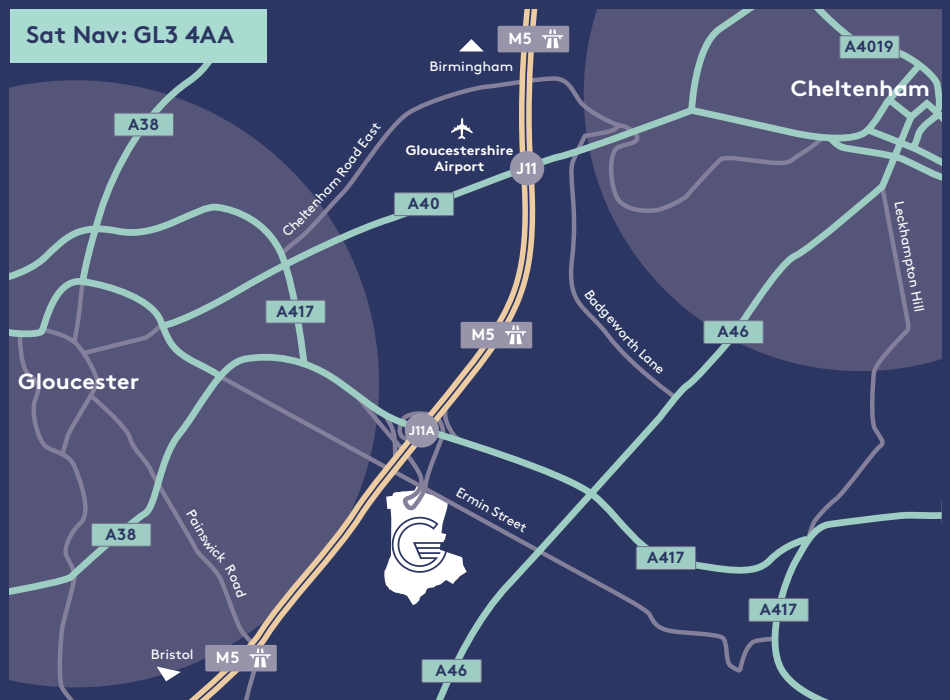 Sat Nav: GL3 4AA
M5
A4019
Birmingham
Cheltenham
A38
Cheltenham Road East
Gloucestershire
Airport
J11
A40
Leckhampton Hill
A417
M5
Badgeworth Lane
A46
Gloucester
J11A
Ermin Street
G
A38
Painswick Road
A417
A417
Bristol
M5
A46